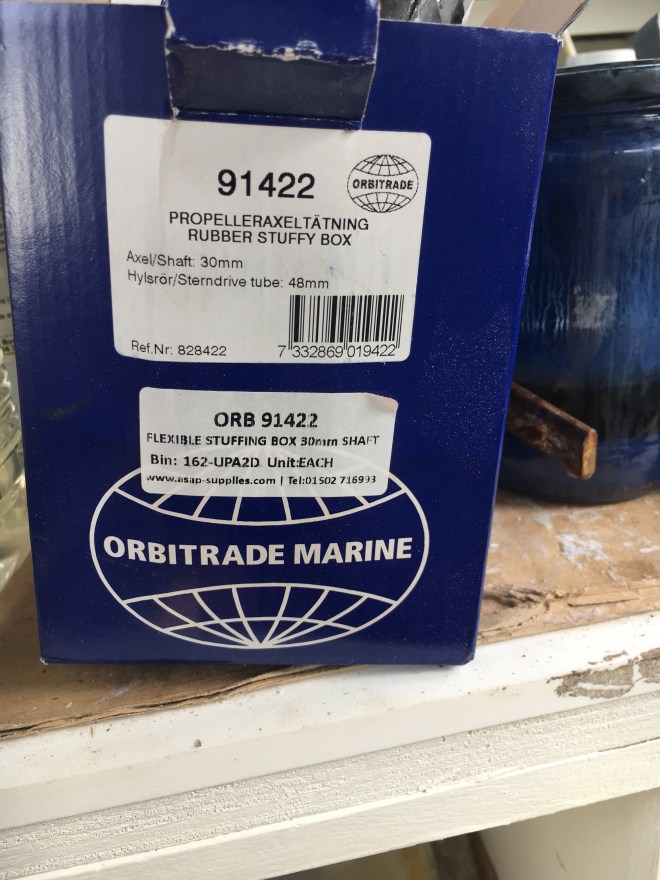 91422
ORBITRADE
PROPELLERAXELTÄTNING
RUBBER STUFFY BOX
Axel/Shaft: 30mm
Hylsrör/Sterndrive tube: 48mm
Ref.Nr: 828422
7 332869 019422
ORB 91422
FLEXIBLE STUFFING BOX 30mm SHAFT
Bin: 162-UPA2D Unit:EACH
www.asap-supplies.com | Tel:01502 716993
ORBITRADE MARINE